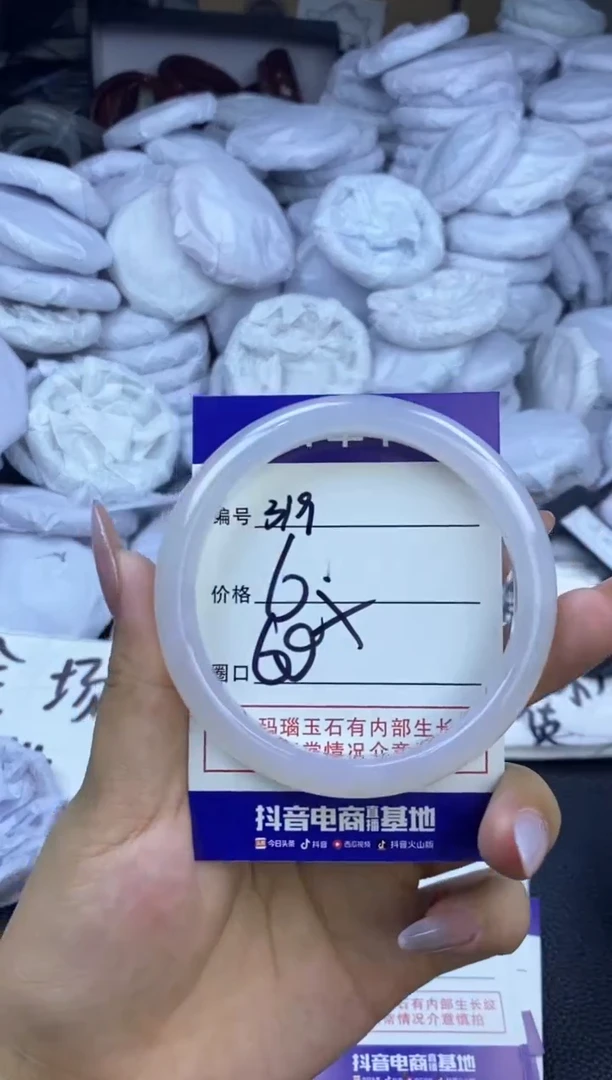 编号 319
价格 6.
圈口 60
玛瑙玉石有内部生长
常情况介意
抖音电商直播基地
今日头条 抖音 西瓜视频 抖音火山版
场
石有内部生长纹
常情况介意慎拍
抖音电商直播基地